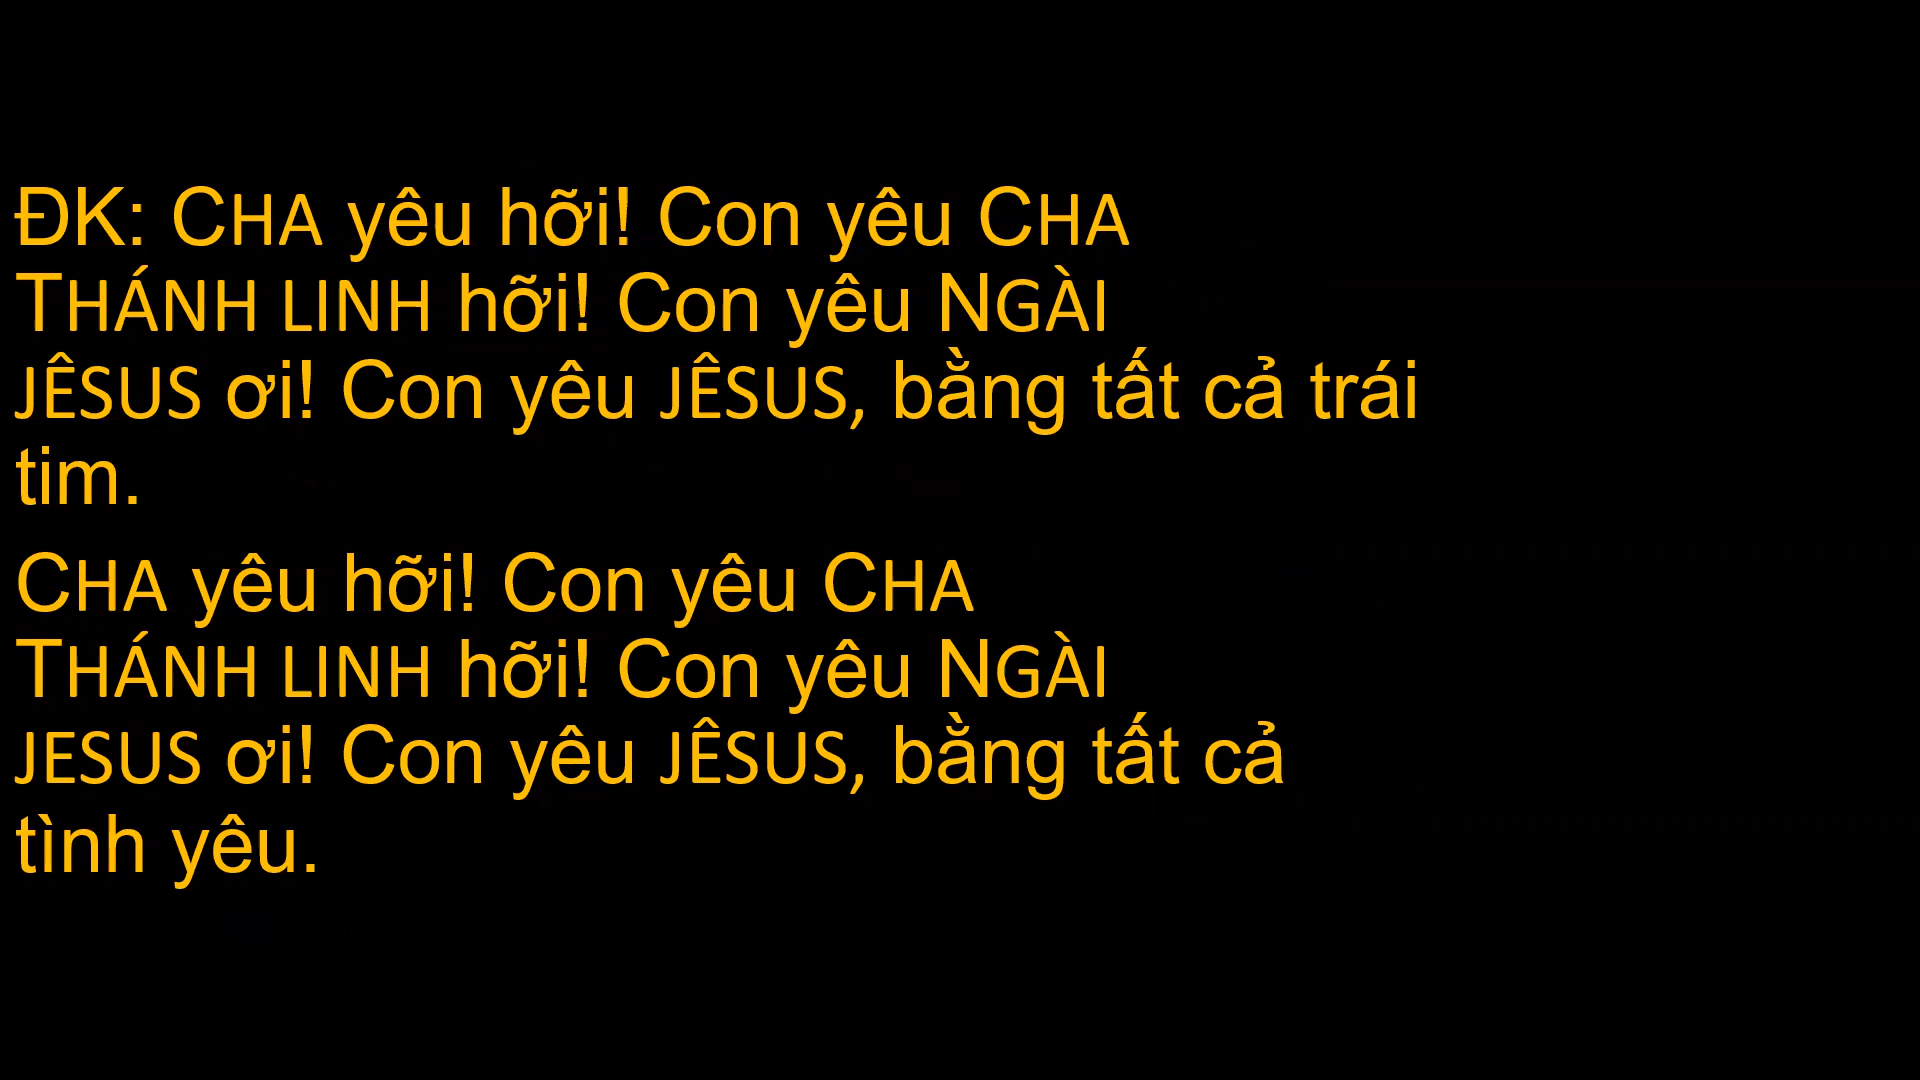 ĐK: CHA yêu hỡi! Con yêu CHA
THÁNH LINH hỡi! Con yêu NGÀI
JÊSUS ơi! Con yêu JÊSUS, bằng tất cả trái
tim.
CHA yêu hỡi! Con yêu CHA
THÁNH LINH hỡi! Con yêu NGÀI
JESUS ơi! Con yêu JÊSUS, bằng tất cả
tình yêu.